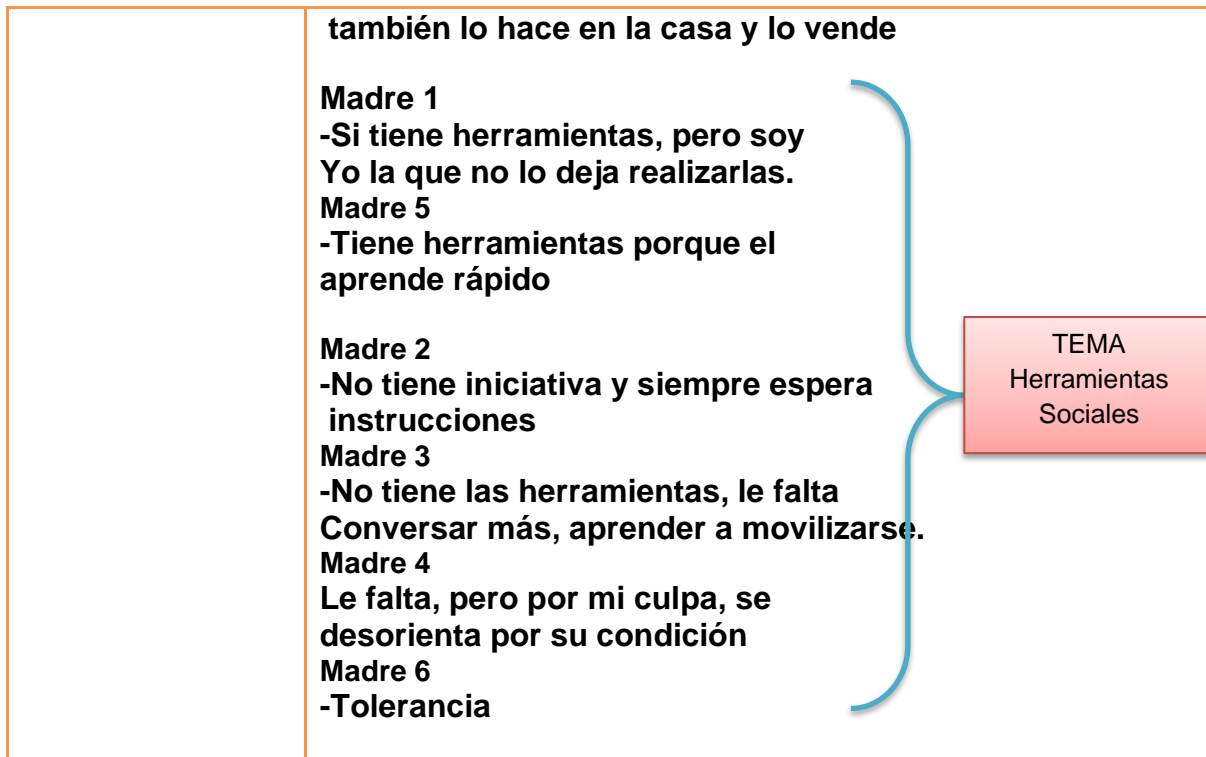 también lo hace en la casa y lo vende
Madre 1
-Si tiene herramientas, pero soy
Yo la que no lo deja realizarlas.
Madre 5
-Tiene herramientas porque el
aprende rápido
Madre 2
-No tiene iniciativa y siempre espera
instrucciones
Madre 3
-No tiene las herramientas, le falta
Conversar más, aprender a movilizarse.
Madre 4
Le falta, pero por mi culpa, se
desorienta por su condición
Madre 6
-Tolerancia
TEMA
Herramientas
Sociales